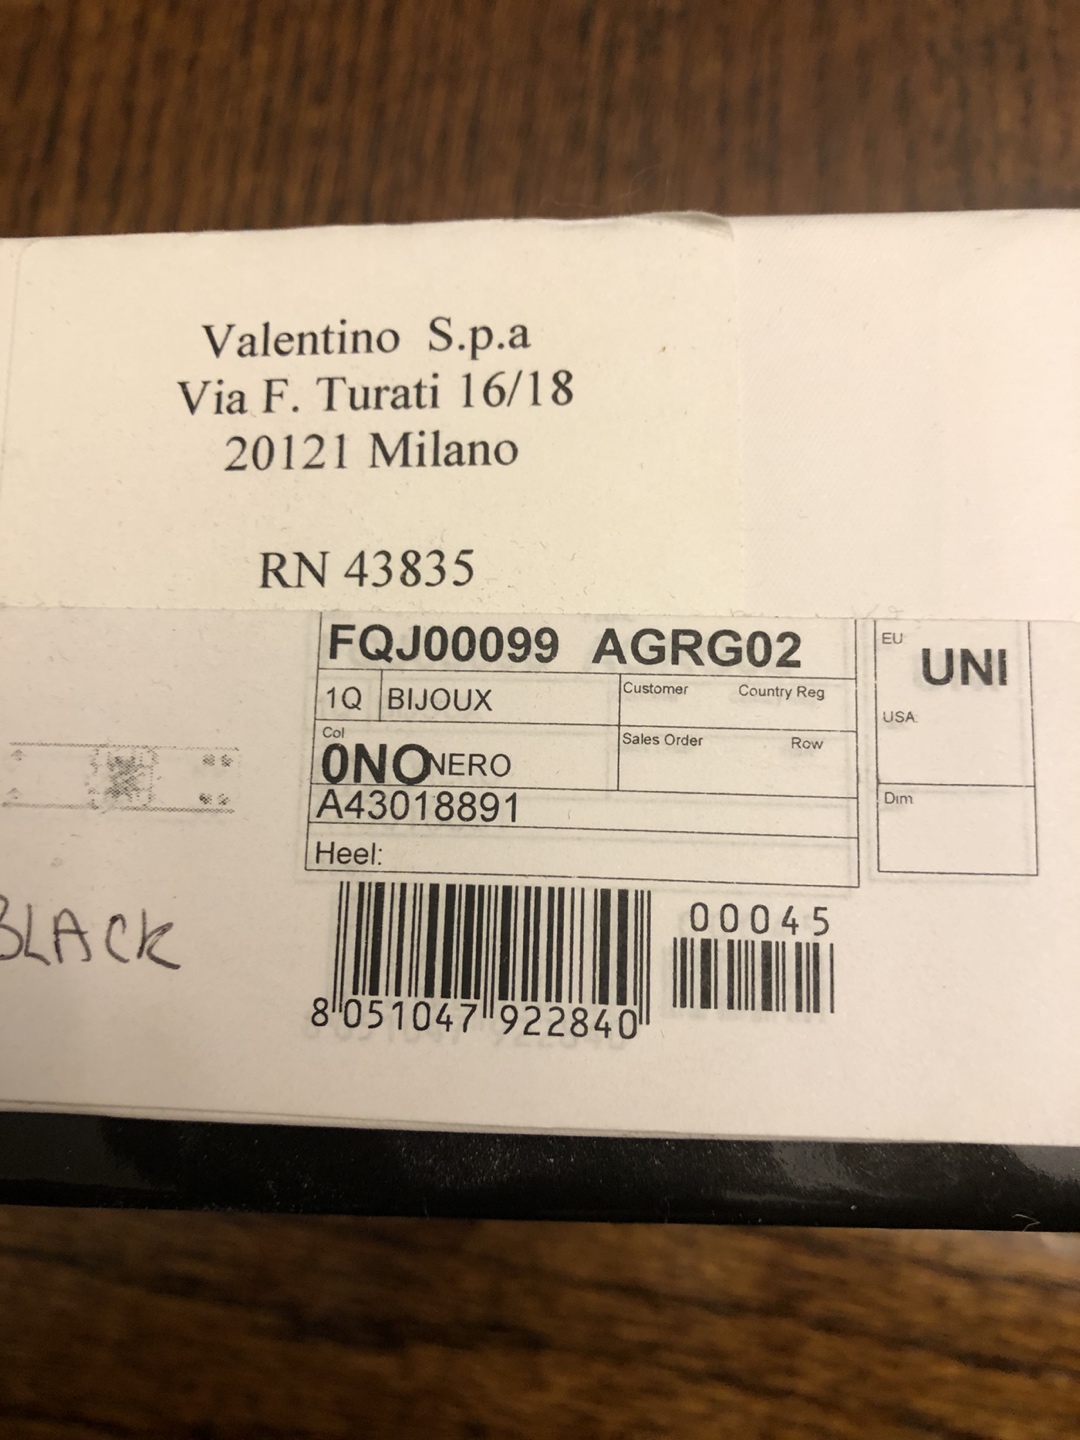 Valentino S.p.a
Via F. Turati 16/18
20121 Milano
RN 43835
FQJ00099 AGRG02
1Q BIJOUX
Customer Country Reg
Col
0NO NERO
Sales Order Row
A43018891
Heel:
EU UNI
USA
Dim
BLACK
00045
8 051047 922840